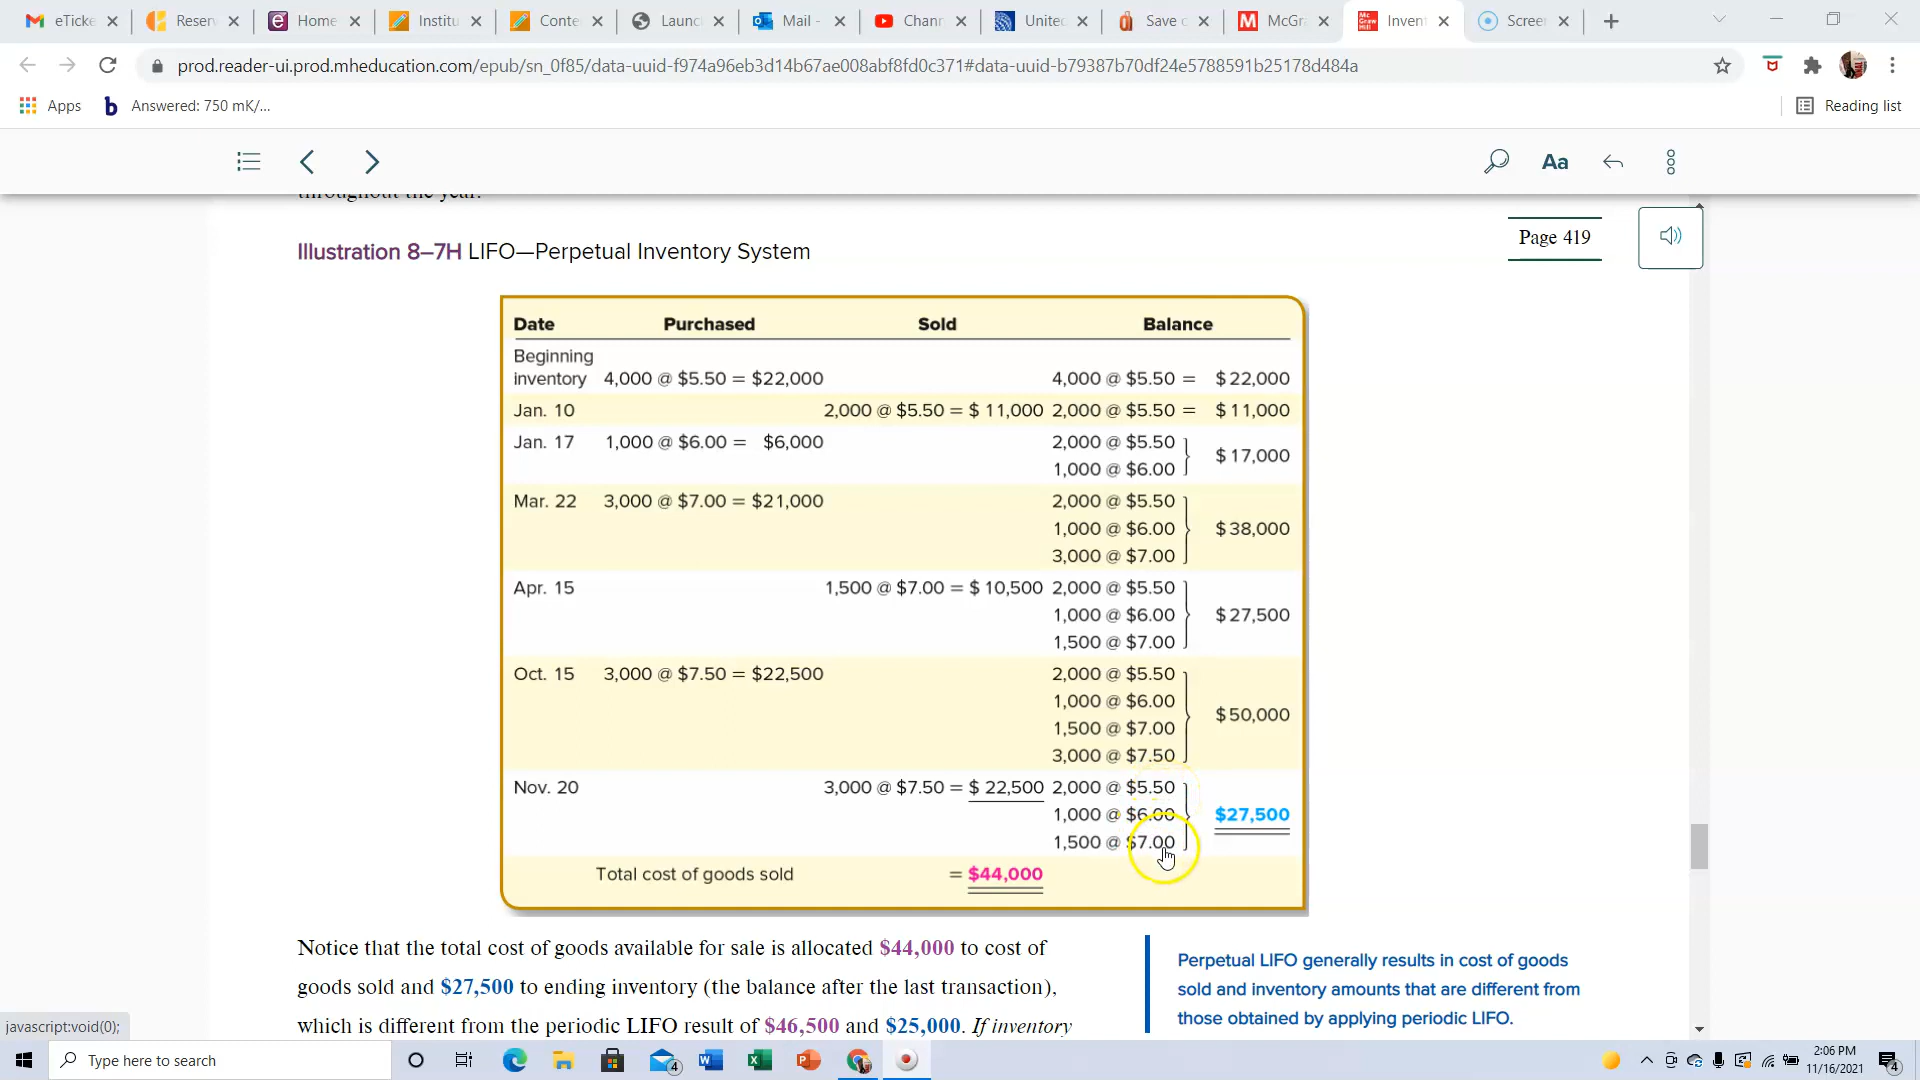 eTicke
Reser
Home
Institu
Conte
Launc
Mail -
Chann
Unitec
Save c
McGra
Invent
Scree
prod.reader-ui.prod.mheducation.com/epub/sn_0f85/data-uuid-f974a96eb3d14b67ae008abf8fd0c371#data-uuid-b79387b70df24e5788591b25178d484a
Apps
Answered: 750 mK/...
Reading list
Aa
throughout the year.
Page 419
Illustration 8–7H LIFO—Perpetual Inventory System
Date Purchased Sold Balance
Beginning
inventory 4,000 @ $5.50 = $22,000 4,000 @ $5.50 = $22,000
Jan. 10 2,000 @ $5.50 = $ 11,000 2,000 @ $5.50 = $ 11,000
Jan. 17 1,000 @ $6.00 = $6,000 2,000 @ $5.50
1,000 @ $6.00 $ 17,000
Mar. 22 3,000 @ $7.00 = $21,000 2,000 @ $5.50
1,000 @ $6.00 $ 38,000
3,000 @ $7.00
Apr. 15 1,500 @ $7.00 = $ 10,500 2,000 @ $5.50
1,000 @ $6.00 $ 27,500
1,500 @ $7.00
Oct. 15 3,000 @ $7.50 = $22,500 2,000 @ $5.50
1,000 @ $6.00
1,500 @ $7.00 $ 50,000
3,000 @ $7.50
Nov. 20 3,000 @ $7.50 = $ 22,500 2,000 @ $5.50
1,000 @ $6.00 $27,500
1,500 @ $7.00
Total cost of goods sold = $44,000
Notice that the total cost of goods available for sale is allocated $44,000 to cost of
goods sold and $27,500 to ending inventory (the balance after the last transaction),
which is different from the periodic LIFO result of $46,500 and $25,000. If inventory
Perpetual LIFO generally results in cost of goods
sold and inventory amounts that are different from
those obtained by applying periodic LIFO.
javascript:void(0);
Type here to search
4
2:06 PM
11/16/2021
4